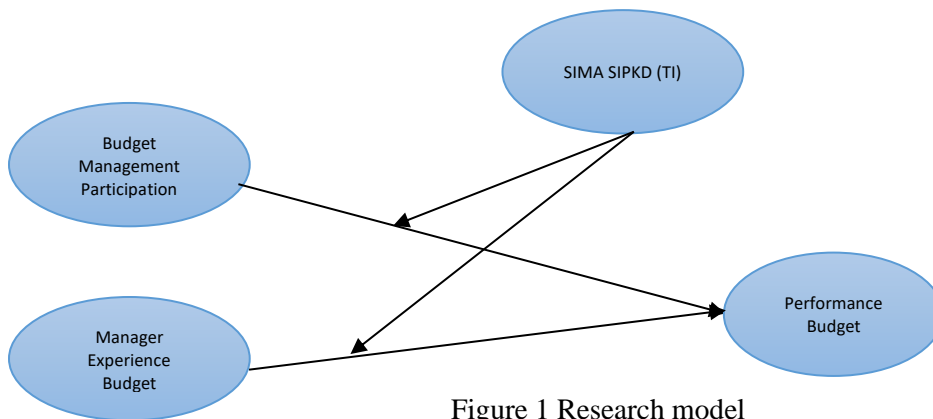 SIMA SIPKD (TI)
Budget
Management
Participation
Performance
Budget
Manager
Experience
Budget
Figure 1 Research model